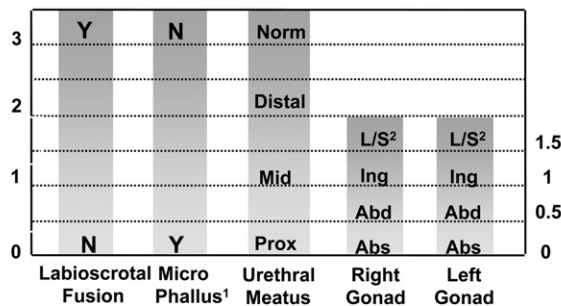 3 Y N Norm
Distal
2
L/S² L/S² 1.5
1 Mid Ing Ing 1
Abd Abd 0.5
0 N Y Prox Abs Abs 0
Labioscrotal Micro Urethral Right Left
Fusion Phallus¹ Meatus Gonad Gonad